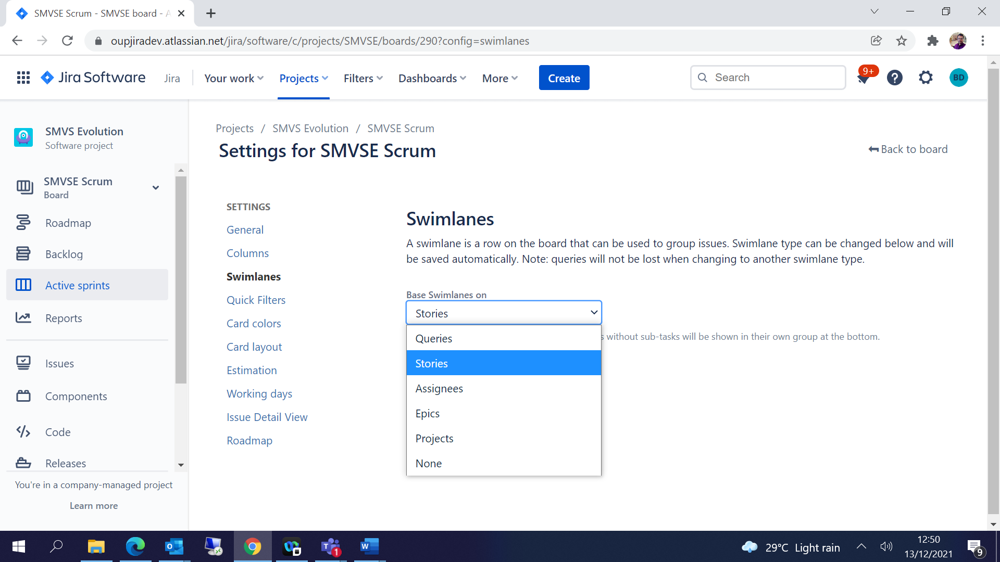 SMVSE Scrum - SMVSE board - A
oupjiradev.atlassian.net/jira/software/c/projects/SMVSE/boards/290?config=swimlanes
Jira Software
Jira
Your work
Projects
Filters
Dashboards
More
Create
Search
9+
BD
SMVS Evolution
Software project
SMVSE Scrum
Board
Roadmap
Backlog
Active sprints
Reports
Issues
Components
Code
Releases
You're in a company-managed project
Learn more
Projects / SMVS Evolution / SMVSE Scrum
Settings for SMVSE Scrum
Back to board
SETTINGS
General
Columns
Swimlanes
Quick Filters
Card colors
Card layout
Estimation
Working days
Issue Detail View
Roadmap
Swimlanes
A swimlane is a row on the board that can be used to group issues. Swimlane type can be changed below and will
be saved automatically. Note: queries will not be lost when changing to another swimlane type.
Base Swimlanes on
Stories
s without sub-tasks will be shown in their own group at the bottom.
Queries
Stories
Assignees
Epics
Projects
None
1
29°C Light rain
12:50
13/12/2021
9